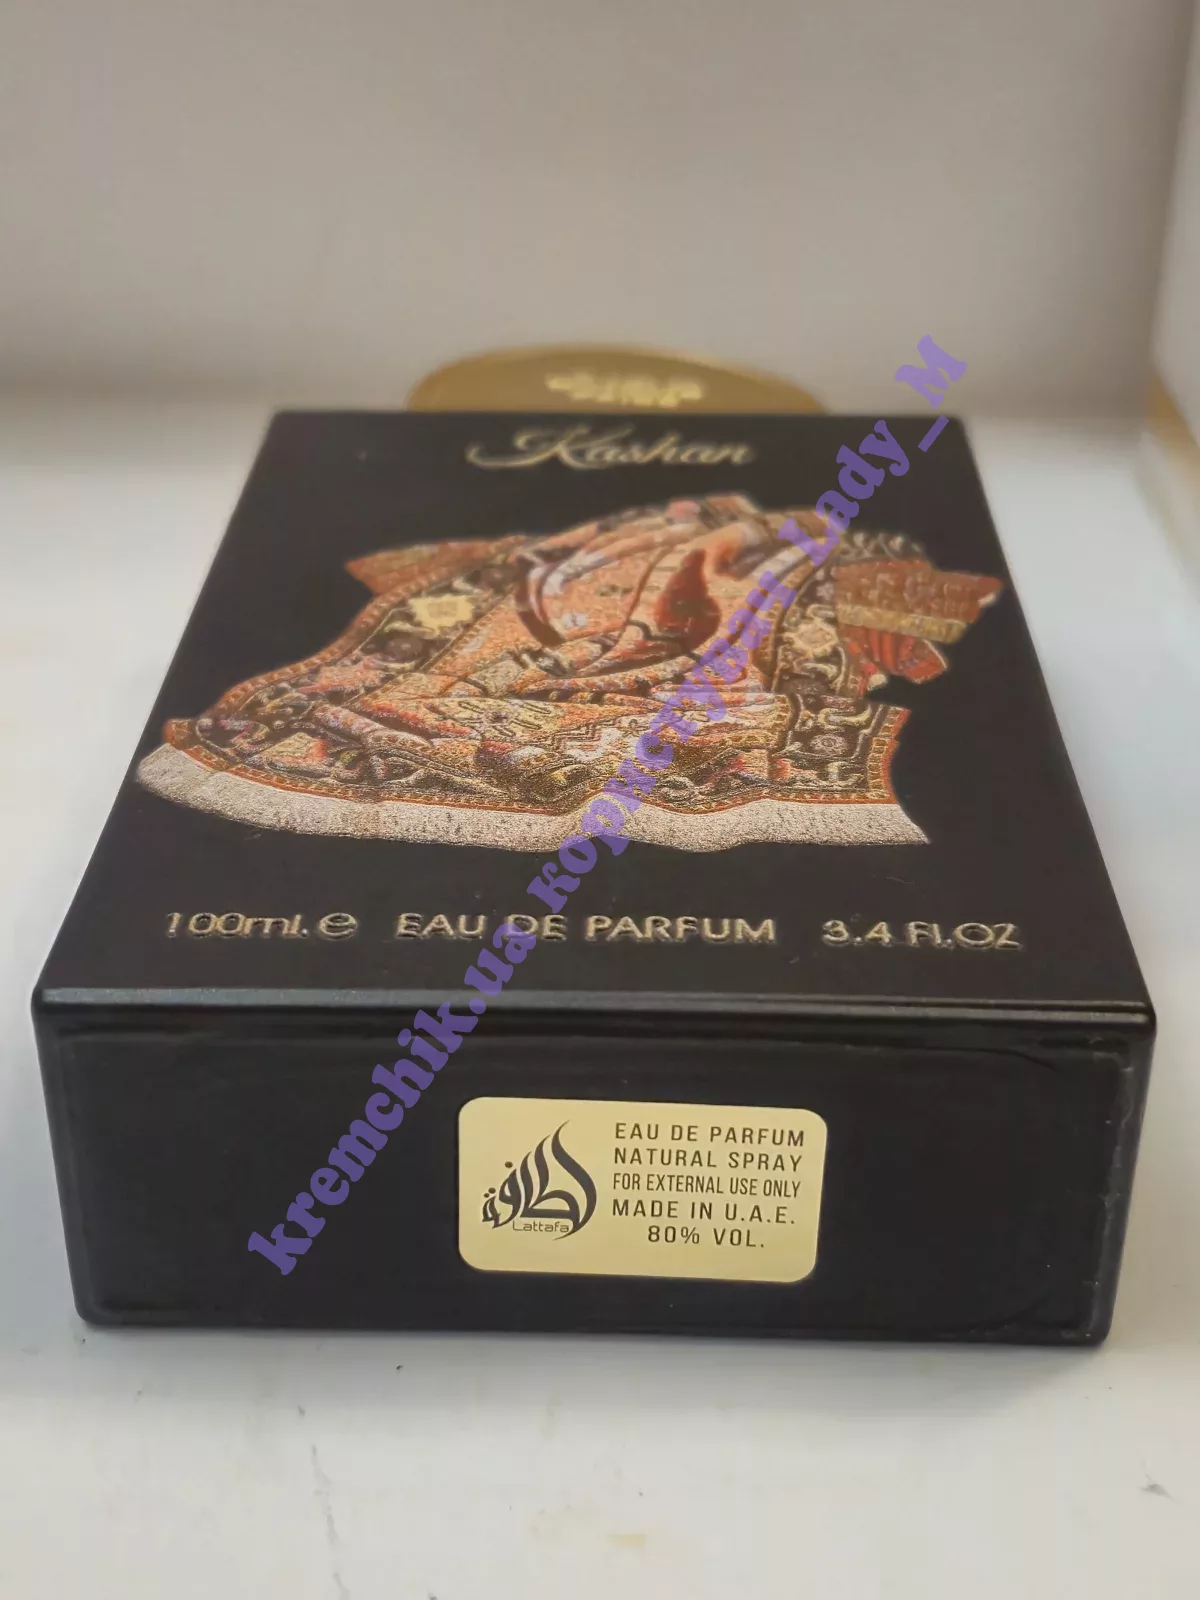 Kashan
100ml.e EAU DE PARFUM 3.4 Fl.OZ
لطافة
Lattafa
EAU DE PARFUM
NATURAL SPRAY
FOR EXTERNAL USE ONLY
MADE IN U.A.E.
80% VOL.
kremchik.ua користувач Lady_M